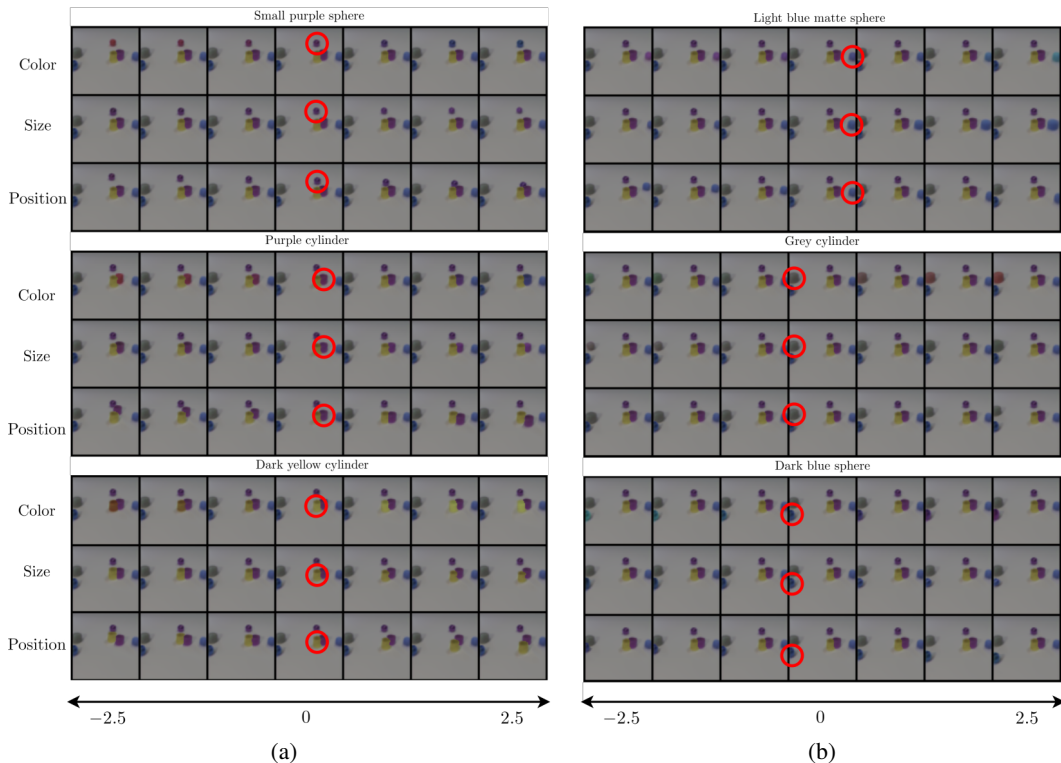 Small purple sphere
Color
Size
Position
Purple cylinder
Color
Size
Position
Dark yellow cylinder
Color
Size
Position
−2.5 0 2.5
(a)
Light blue matte sphere
Grey cylinder
Dark blue sphere
−2.5 0 2.5
(b)